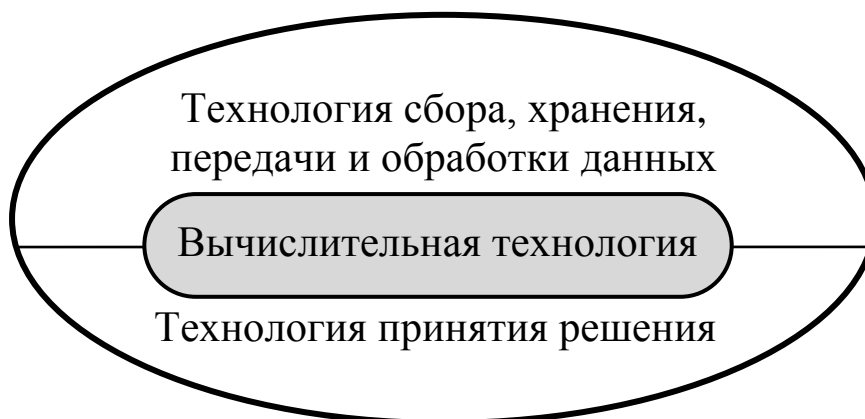 Технология сбора, хранения,
передачи и обработки данных
Вычислительная технология
Технология принятия решения